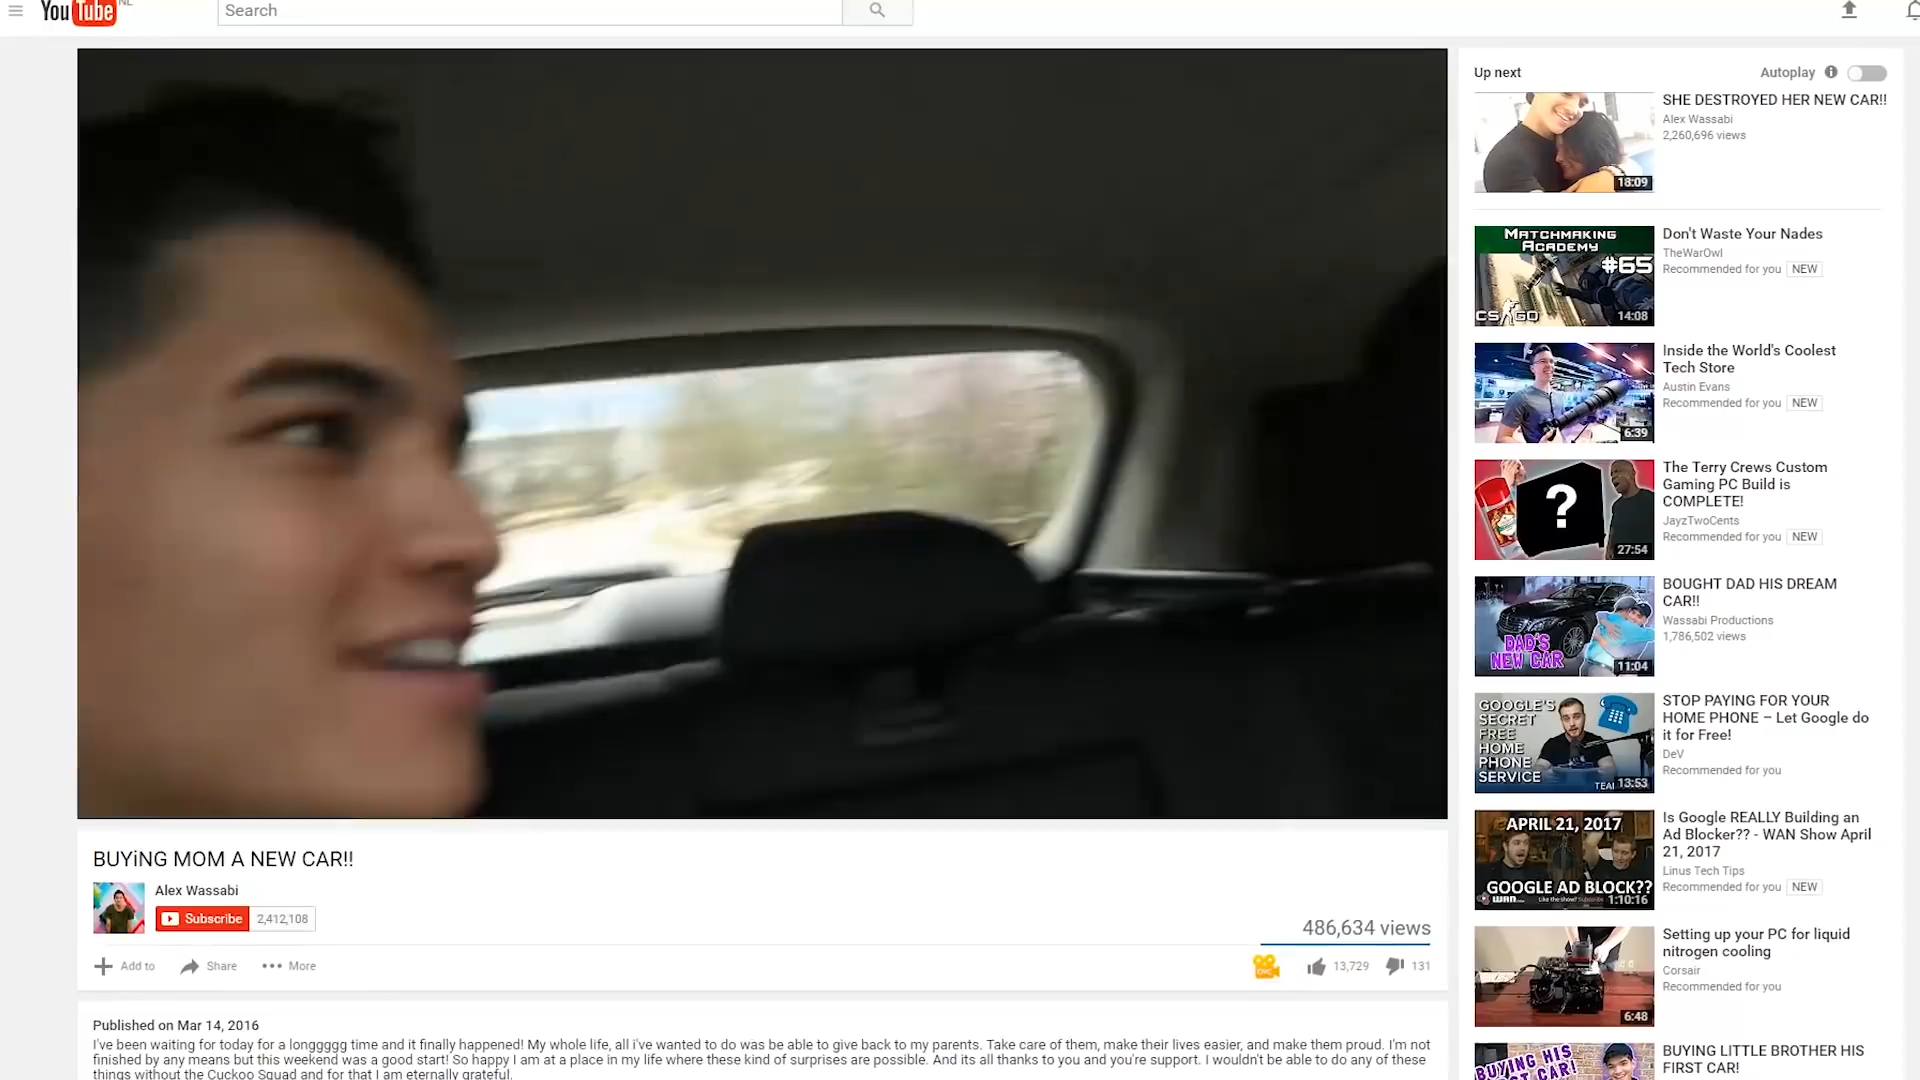 You Tube NL
Search
BUYiNG MOM A NEW CAR!!
Alex Wassabi
Subscribe 2,412,108
486,634 views
Add to Share More
13,729 131
Published on Mar 14, 2016
I've been waiting for today for a longgggg time and it finally happened! My whole life, all i've wanted to do was be able to give back to my parents. Take care of them, make their lives easier, and make them proud. I'm not
finished by any means but this weekend was a good start! So happy I am at a place in my life where these kind of surprises are possible. And its all thanks to you and you're support. I wouldn't be able to do any of these
things without the Cuckoo Squad and for that I am eternally grateful.
Up next Autoplay
SHE DESTROYED HER NEW CAR!!
Alex Wassabi
2,260,696 views
18:09
MATCHMAKING
ACADEMY
#65
CS GO
14:08
Don't Waste Your Nades
TheWarOwl
Recommended for you NEW
6:39
Inside the World's Coolest
Tech Store
Austin Evans
Recommended for you NEW
?
27:54
The Terry Crews Custom
Gaming PC Build is
COMPLETE!
JayzTwoCents
Recommended for you NEW
DAD'S
NEW CAR
11:04
BOUGHT DAD HIS DREAM
CAR!!
Wassabi Productions
1,786,502 views
GOOGLE'S
SECRET
FREE
HOME
PHONE
SERVICE
13:53
STOP PAYING FOR YOUR
HOME PHONE – Let Google do
it for Free!
DeV
Recommended for you
APRIL 21, 2017
GOOGLE AD BLOCK??
WAN
Like the show?
1:10:16
Is Google REALLY Building an
Ad Blocker?? - WAN Show April
21, 2017
Linus Tech Tips
Recommended for you NEW
6:48
Setting up your PC for liquid
nitrogen cooling
Corsair
Recommended for you
BUYING HIS
CAR!
BUYING LITTLE BROTHER HIS
FIRST CAR!